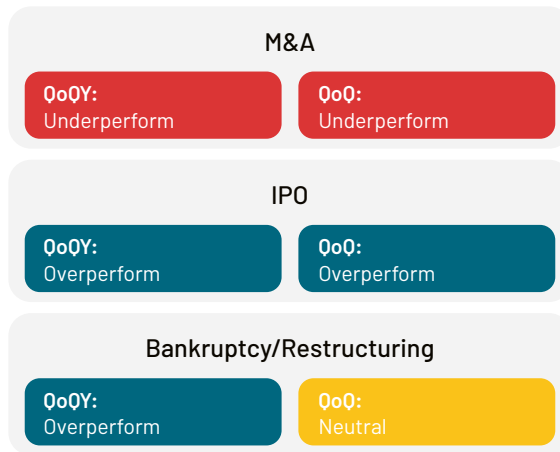 M&A
QoQY:
Underperform
QoQ:
Underperform
IPO
QoQY:
Overperform
QoQ:
Overperform
Bankruptcy/Restructuring
QoQY:
Overperform
QoQ:
Neutral